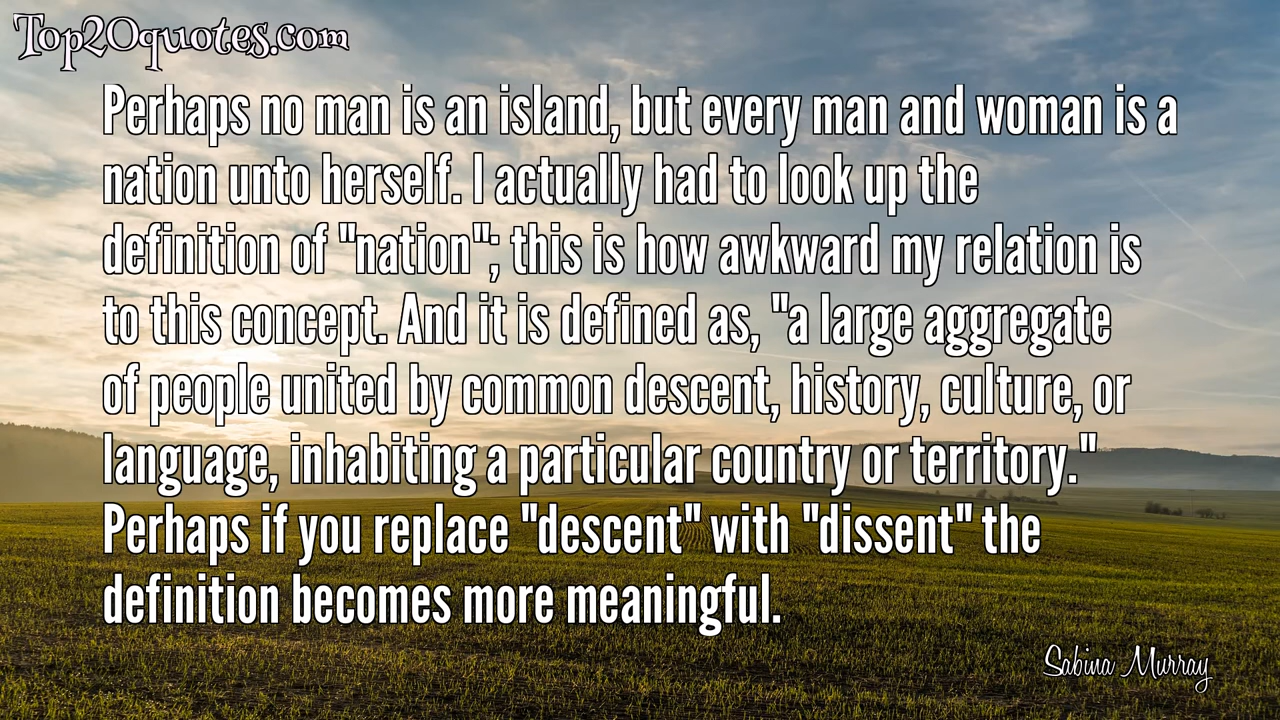 Top20quotes.com
Perhaps no man is an island, but every man and woman is a
nation unto herself. I actually had to look up the
definition of "nation"; this is how awkward my relation is
to this concept. And it is defined as, "a large aggregate
of people united by common descent, history, culture, or
language, inhabiting a particular country or territory."
Perhaps if you replace "descent" with "dissent" the
definition becomes more meaningful.
Sabina Murray